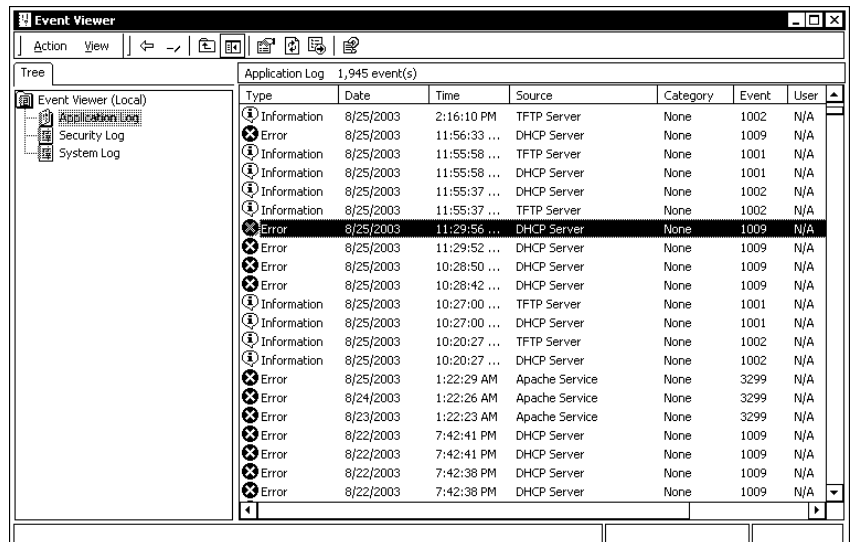 Event Viewer
Action View
Tree
Application Log 1,945 event(s)
Event Viewer (Local)
Application Log
Security Log
System Log
Type Date Time Source Category Event User
Information 8/25/2003 2:16:10 PM TFTP Server None 1002 N/A
Error 8/25/2003 11:56:33 ... DHCP Server None 1009 N/A
Information 8/25/2003 11:55:58 ... TFTP Server None 1001 N/A
Information 8/25/2003 11:55:58 ... DHCP Server None 1001 N/A
Information 8/25/2003 11:55:37 ... DHCP Server None 1002 N/A
Information 8/25/2003 11:55:37 ... TFTP Server None 1002 N/A
Error 8/25/2003 11:29:56 ... DHCP Server None 1009 N/A
Error 8/25/2003 11:29:52 ... DHCP Server None 1009 N/A
Error 8/25/2003 10:28:50 ... DHCP Server None 1009 N/A
Error 8/25/2003 10:28:42 ... DHCP Server None 1009 N/A
Information 8/25/2003 10:27:00 ... TFTP Server None 1001 N/A
Information 8/25/2003 10:27:00 ... DHCP Server None 1001 N/A
Information 8/25/2003 10:20:27 ... TFTP Server None 1002 N/A
Information 8/25/2003 10:20:27 ... DHCP Server None 1002 N/A
Error 8/25/2003 1:22:29 AM Apache Service None 3299 N/A
Error 8/24/2003 1:22:26 AM Apache Service None 3299 N/A
Error 8/23/2003 1:22:23 AM Apache Service None 3299 N/A
Error 8/22/2003 7:42:41 PM DHCP Server None 1009 N/A
Error 8/22/2003 7:42:41 PM DHCP Server None 1009 N/A
Error 8/22/2003 7:42:38 PM DHCP Server None 1009 N/A
Error 8/22/2003 7:42:38 PM DHCP Server None 1009 N/A